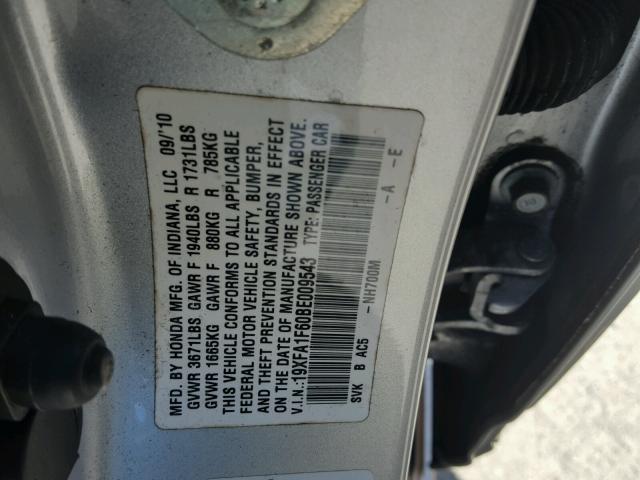 MFG. BY HONDA MFG. OF INDIANA, LLC 09/'10
GVWR 3671LBS GAWR F 1940LBS R 1731LBS
GVWR 1665KG GAWR F 880KG R 785KG
THIS VEHICLE CONFORMS TO ALL APPLICABLE
FEDERAL MOTOR VEHICLE SAFETY, BUMPER,
AND THEFT PREVENTION STANDARDS IN EFFECT
ON THE DATE OF MANUFACTURE SHOWN ABOVE.
V.I.N.:19XFA1F60BE009543 TYPE: PASSENGER CAR
-NH700M -A -E
SVK B AC5